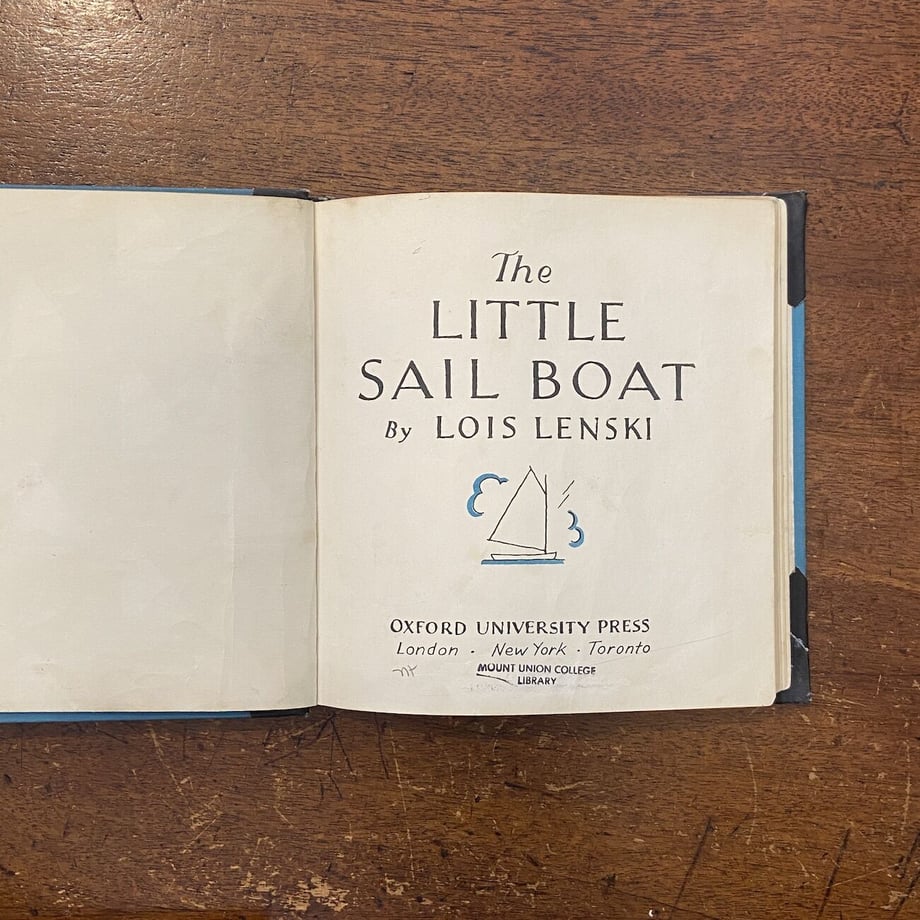 The
LITTLE
SAIL BOAT
By LOIS LENSKI
OXFORD UNIVERSITY PRESS
London · New York · Toronto
MOUNT UNION COLLEGE
LIBRARY